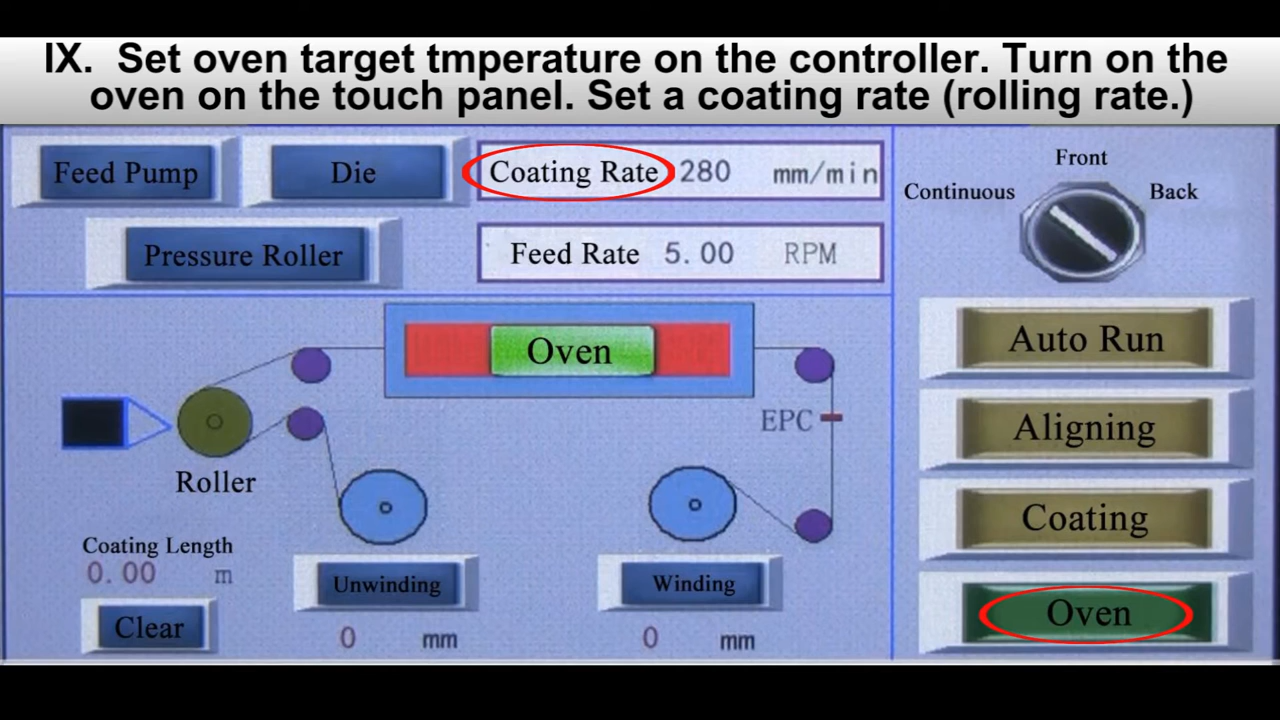 IX. Set oven target tmperature on the controller. Turn on the
oven on the touch panel. Set a coating rate (rolling rate.)
Feed Pump
Die
Coating Rate 280 mm/min
Pressure Roller
Feed Rate 5.00 RPM
Front
Continuous
Back
Oven
EPC
Roller
Coating Length
0.00 m
Clear
Unwinding
0 mm
Winding
0 mm
Auto Run
Aligning
Coating
Oven